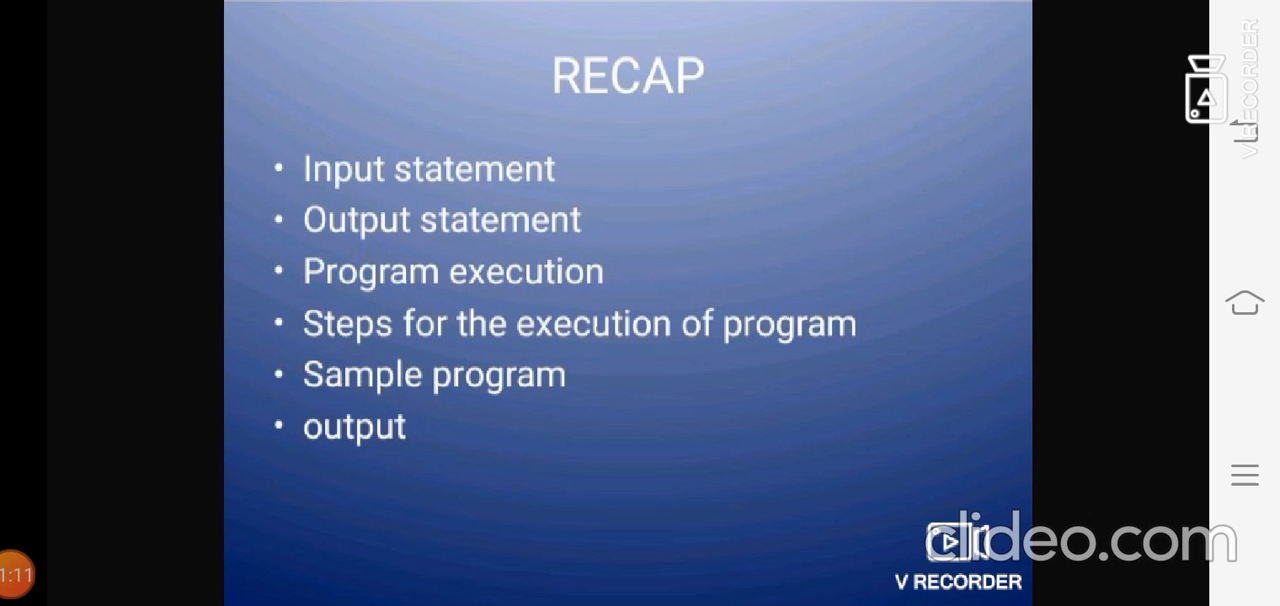 RECAP
• Input statement
• Output statement
• Program execution
• Steps for the execution of program
• Sample program
• output
1:11
clideo.com
V RECORDER
VRECORDER